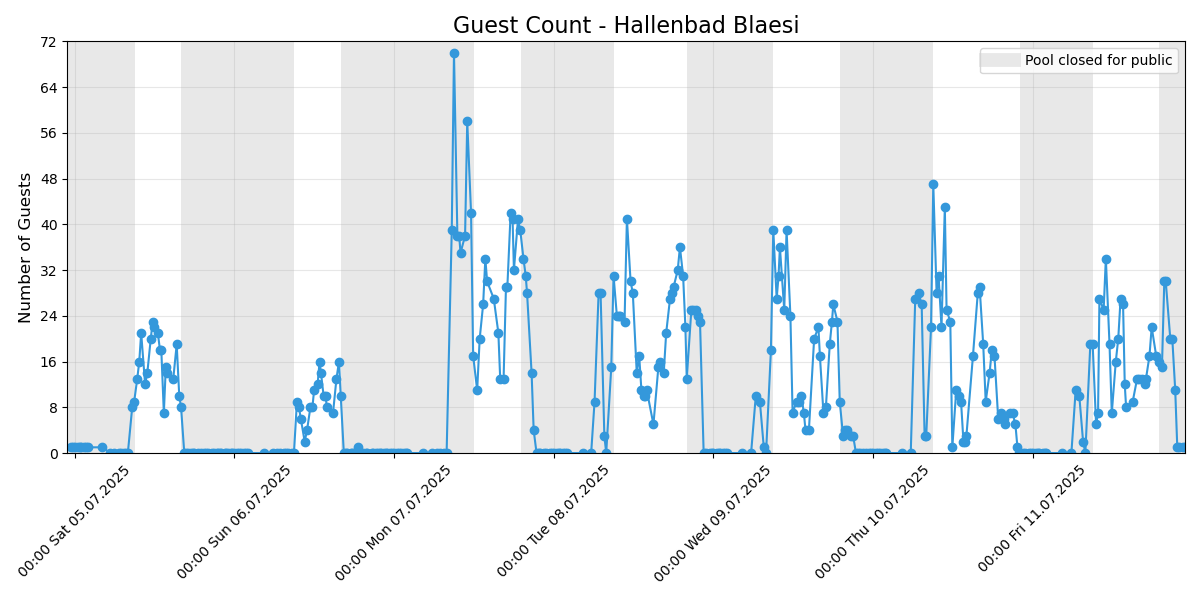 Guest Count - Hallenbad Blaesi
Pool closed for public
Number of Guests
72
64
56
48
40
32
24
16
8
0
00:00 Sat 05.07.2025
00:00 Sun 06.07.2025
00:00 Mon 07.07.2025
00:00 Tue 08.07.2025
00:00 Wed 09.07.2025
00:00 Thu 10.07.2025
00:00 Fri 11.07.2025